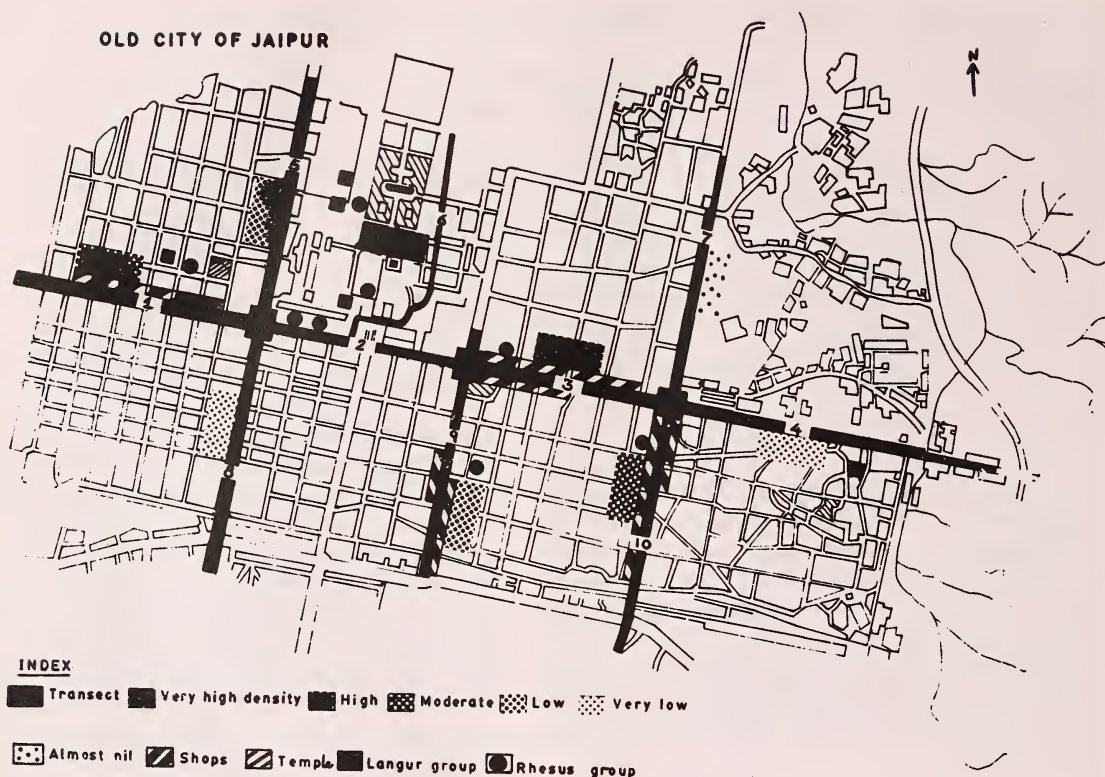 OLD CITY OF JAIPUR
N
5
6
7
1
2
3
4
9
8
10
INDEX
Transect Very high density High Moderate Low Very low
Almost nil Shops Temple Langur group Rhesus group